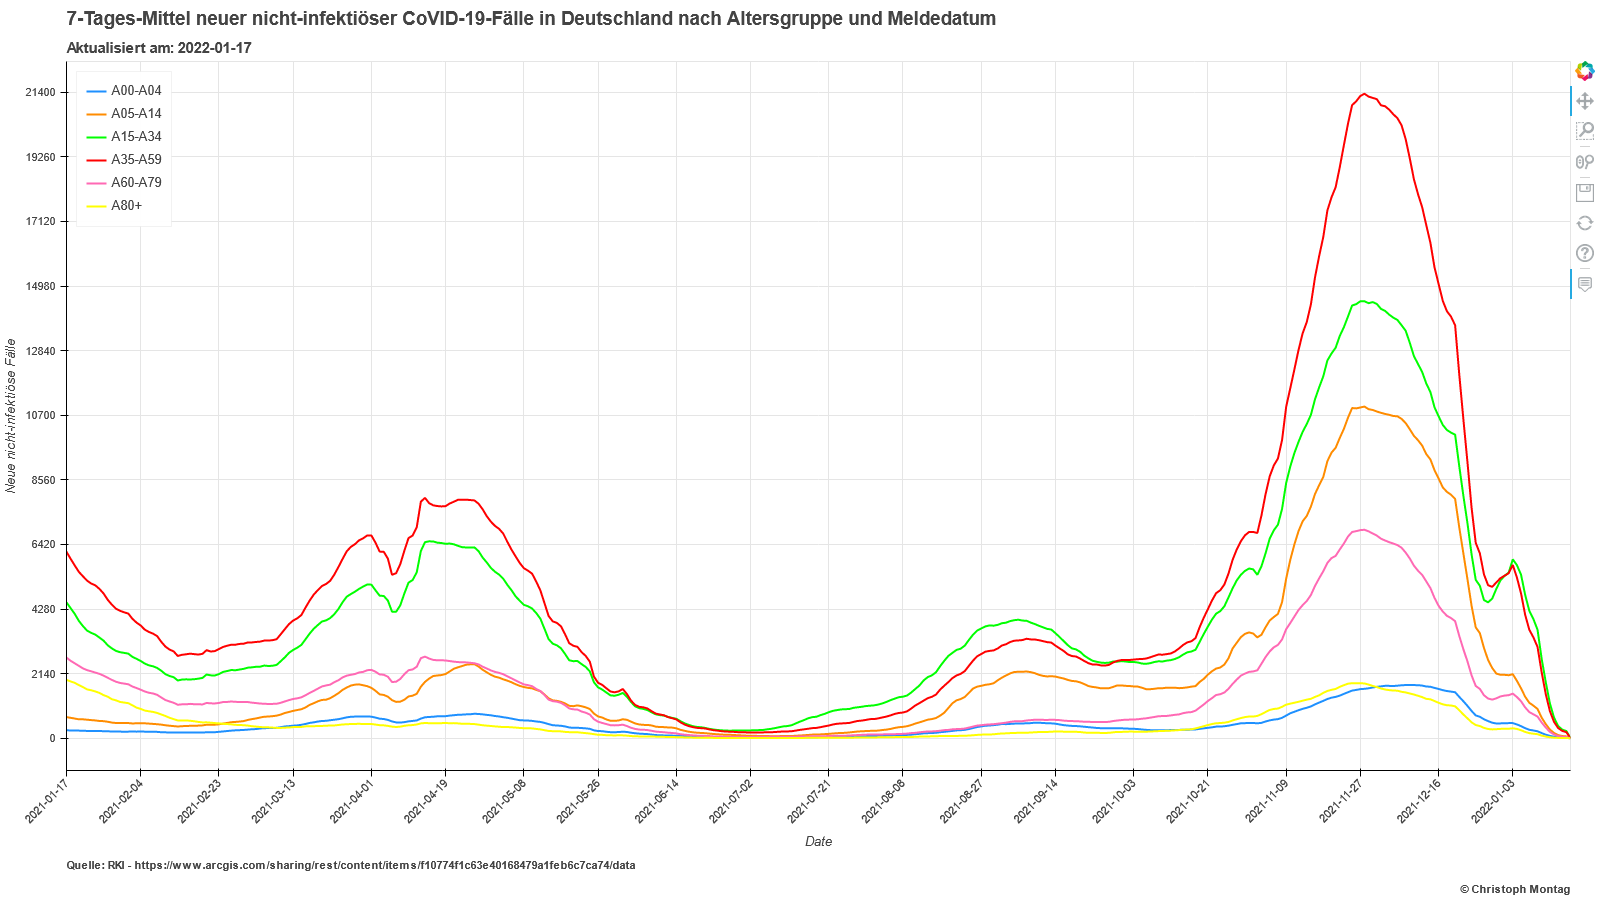 7-Tages-Mittel neuer nicht-infektiöser CoVID-19-Fälle in Deutschland nach Altersgruppe und Meldedatum
Aktualisiert am: 2022-01-17
A00-A04
A05-A14
A15-A34
A35-A59
A60-A79
A80+
21400
19260
17120
14980
12840
10700
8560
6420
4280
2140
0
Neue nicht-infektiöse Fälle
2021-01-17
2021-02-04
2021-02-23
2021-03-13
2021-04-01
2021-04-19
2021-05-08
2021-05-26
2021-06-14
2021-07-02
2021-07-21
2021-08-08
2021-08-27
2021-09-14
2021-10-03
2021-10-21
2021-11-09
2021-11-27
2021-12-16
2022-01-03
Date
Quelle: RKI - https://www.arcgis.com/sharing/rest/content/items/f10774f1c63e40168479a1feb6c7ca74/data
© Christoph Montag